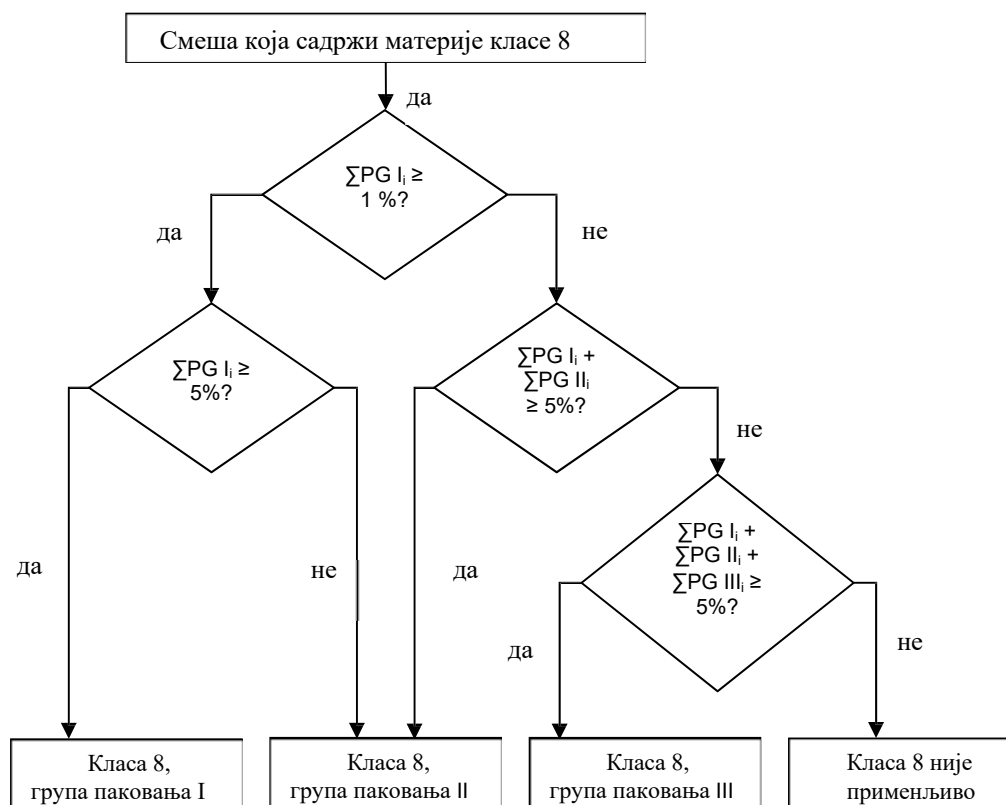 Смеша која садржи материје класе 8
да
∑PG Iᵢ ≥
1 %?
да
не
∑PG Iᵢ ≥
5%?
∑PG Iᵢ +
∑PG IIᵢ
≥ 5%?
не
∑PG Iᵢ +
∑PG IIᵢ +
∑PG IIIᵢ ≥
5%?
да
не
да
да
не
Класа 8,
група паковања I
Класа 8,
група паковања II
Класа 8,
група паковања III
Класа 8 није
применљиво